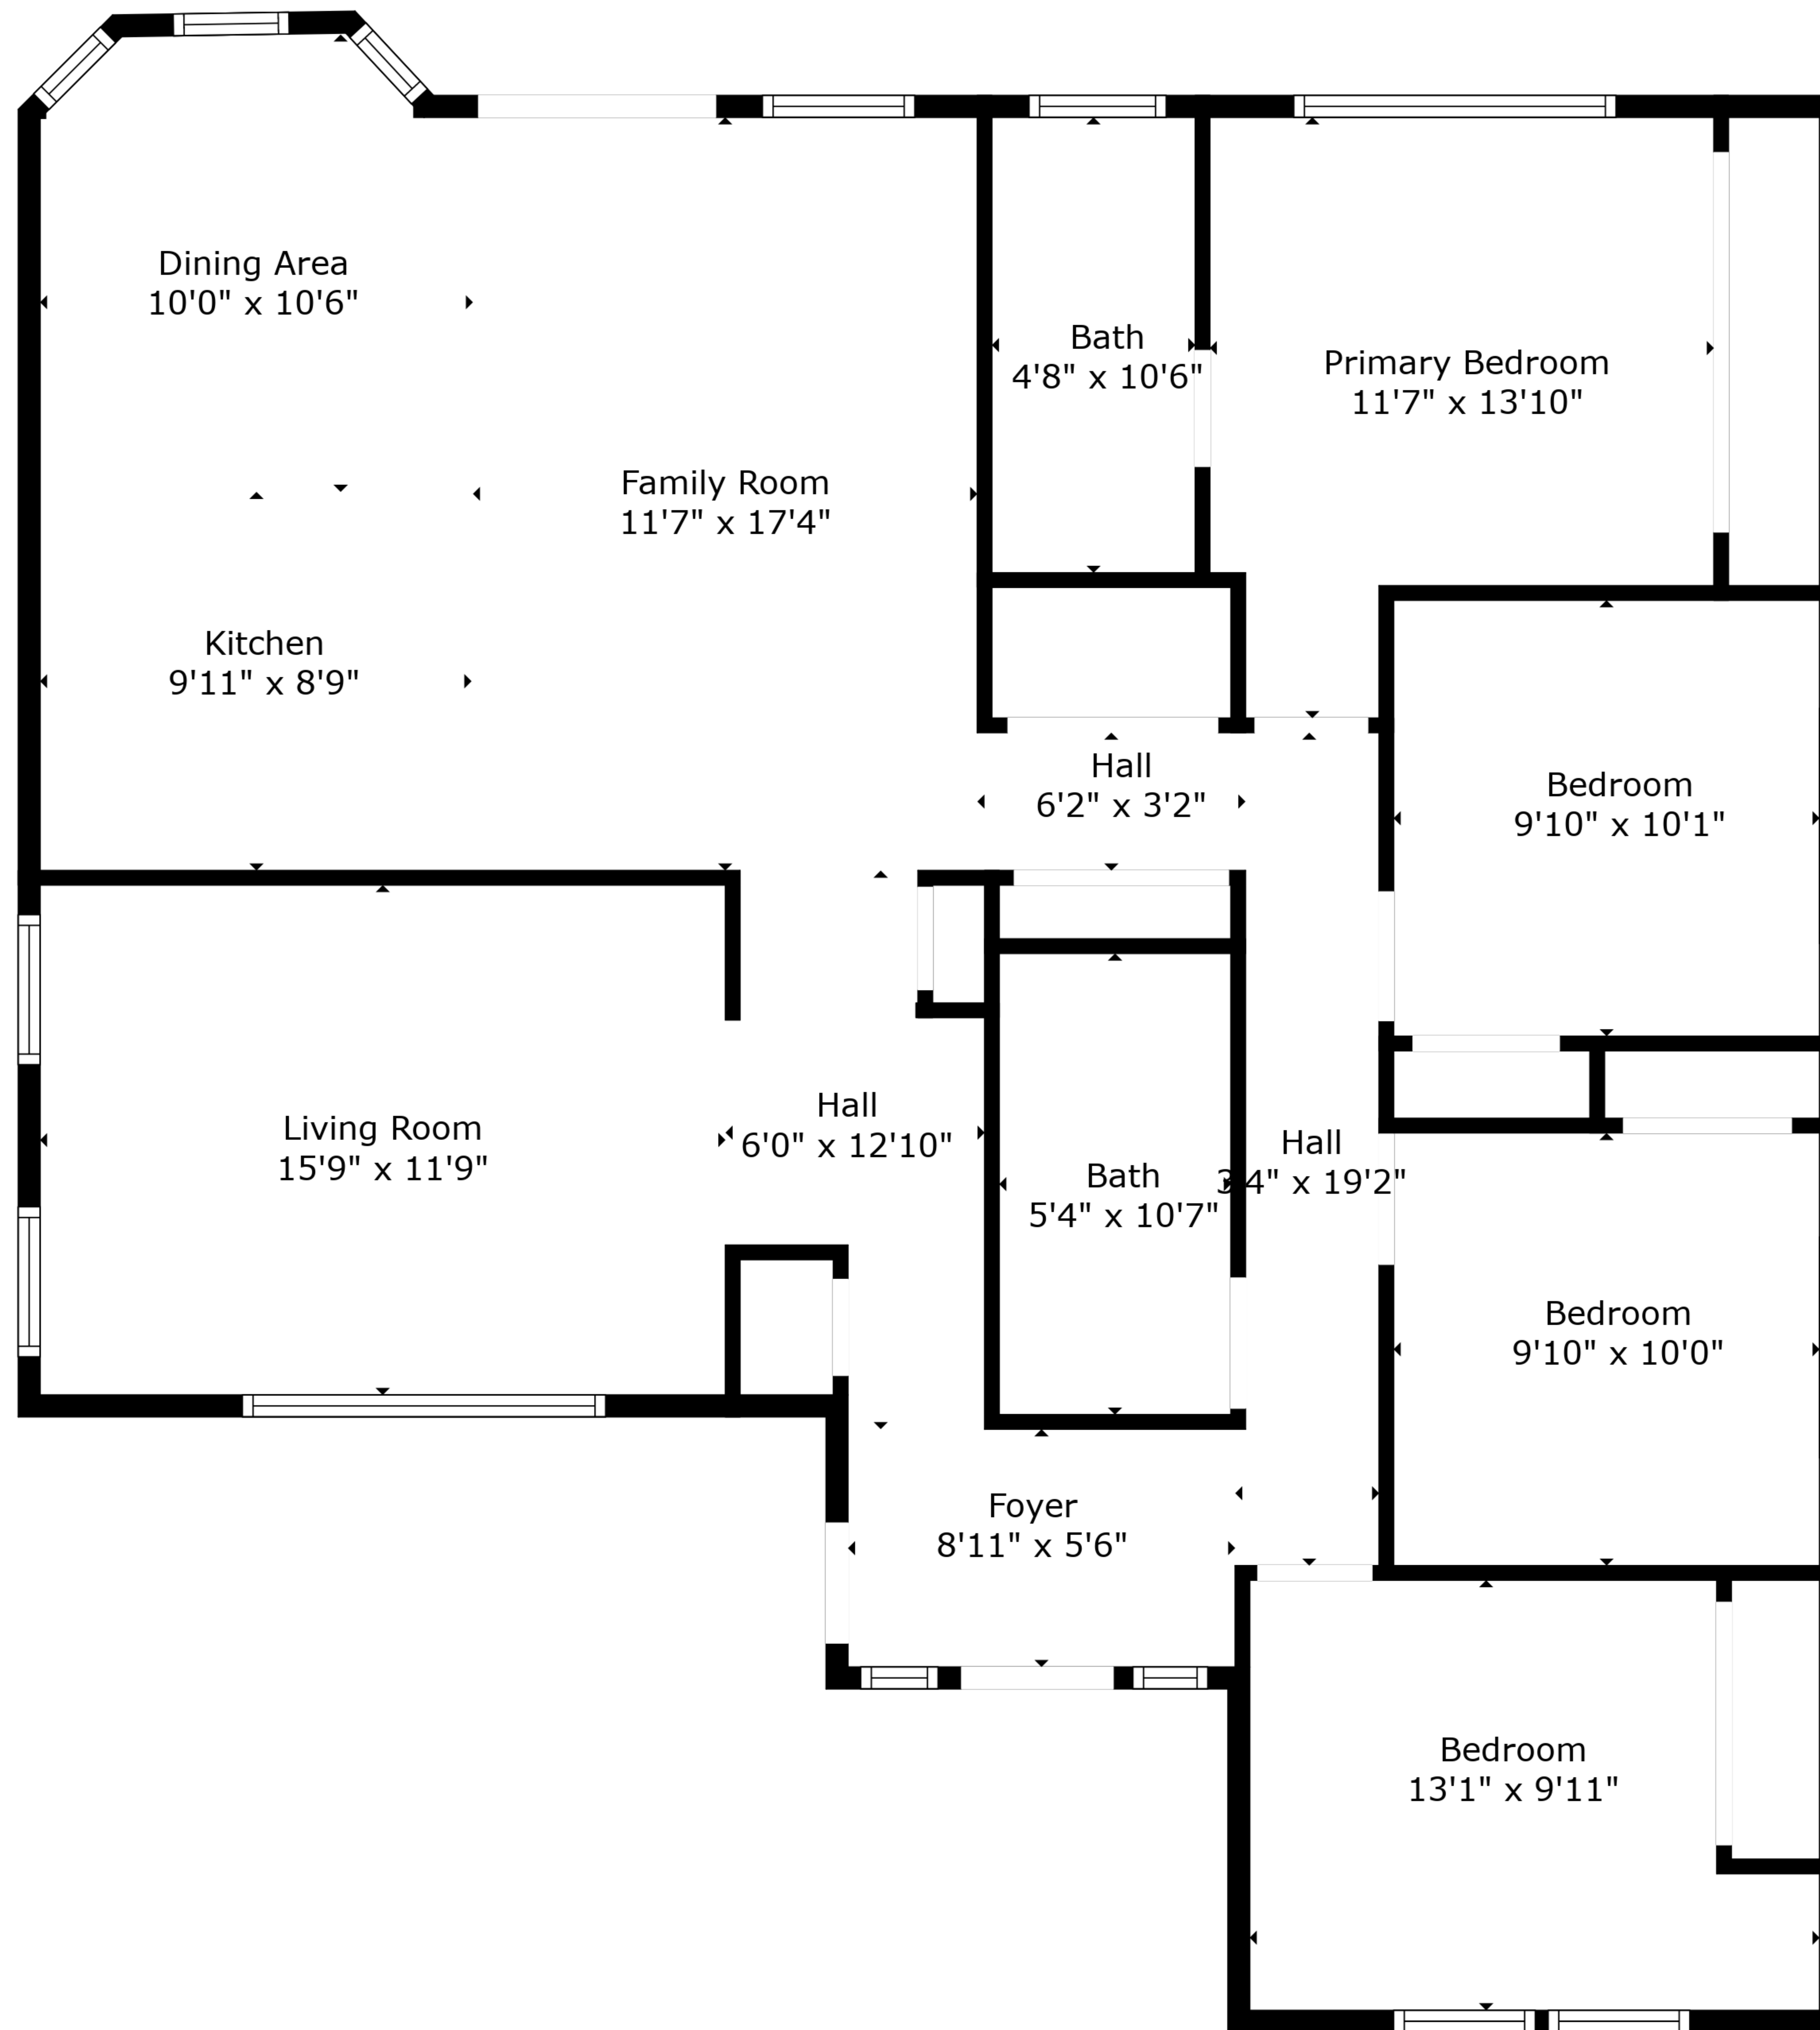 Dining Area
10'0" x 10'6"
Bath
4'8" x 10'6"
Primary Bedroom
11'7" x 13'10"
Family Room
11'7" x 17'4"
Kitchen
9'11" x 8'9"
Hall
6'2" x 3'2"
Bedroom
9'10" x 10'1"
Living Room
15'9" x 11'9"
Hall
6'0" x 12'10"
Bath
5'4" x 10'7"
Hall
3'4" x 19'2"
Bedroom
9'10" x 10'0"
Foyer
8'11" x 5'6"
Bedroom
13'1" x 9'11"